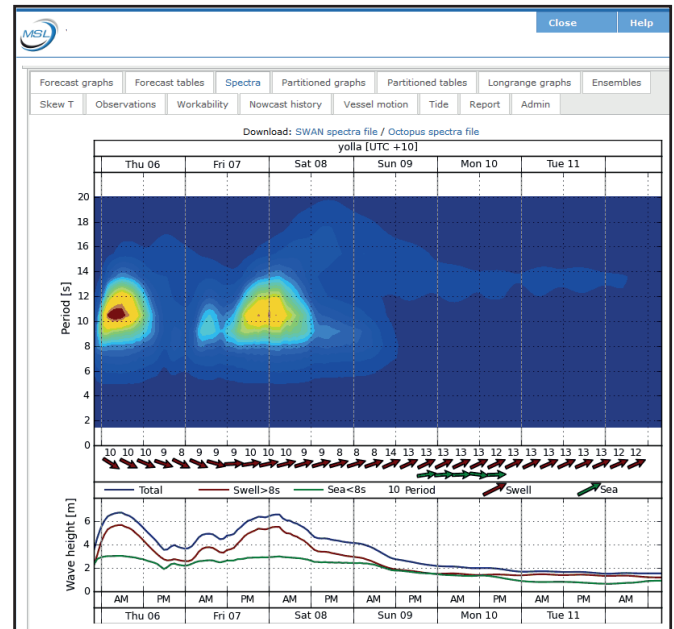 MSL
Close Help
Forecast graphs Forecast tables Spectra Partitioned graphs Partitioned tables Longrange graphs Ensembles
Skew T Observations Workability Nowcast history Vessel motion Tide Report Admin
Download: SWAN spectra file / Octopus spectra file
yolla [UTC +10]
Thu 06 Fri 07 Sat 08 Sun 09 Mon 10 Tue 11
20
18
16
14
12
10
8
6
4
2
0
Period [s]
10 10 10 9 8 9 9 9 10 10 10 9 9 9 8 8 14 13 13 13 13 13 12 13 13 13 13 13 12 12
Total Swell>8s Sea<8s 10 Period Swell Sea
Wave height [m]
6
4
2
0
AM PM AM PM AM PM AM PM AM PM AM PM AM
Thu 06 Fri 07 Sat 08 Sun 09 Mon 10 Tue 11